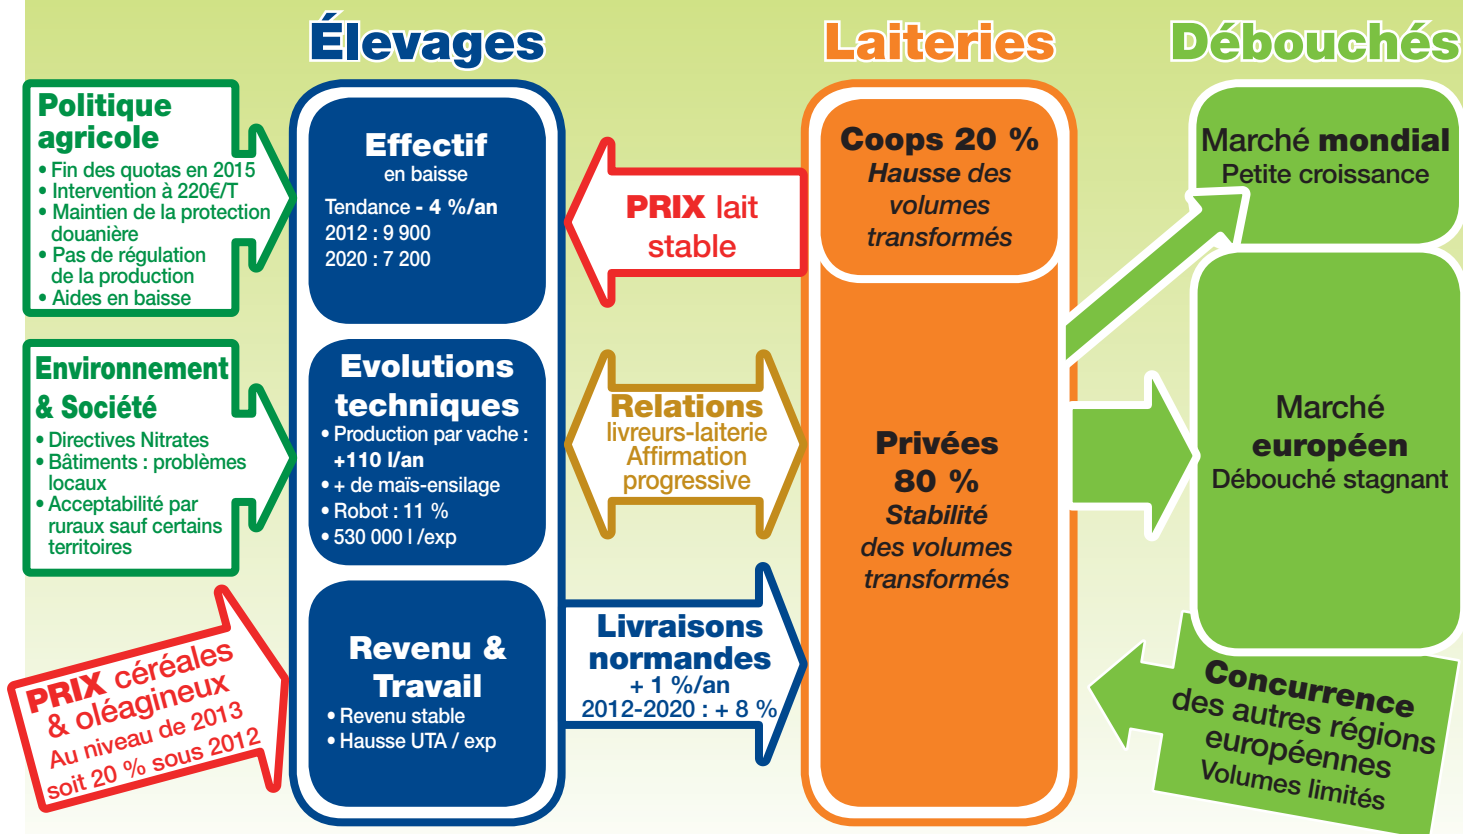 Élevages
Laiteries
Débouchés
Politique
agricole
• Fin des quotas en 2015
• Intervention à 220€/T
• Maintien de la protection
douanière
• Pas de régulation
de la production
• Aides en baisse
Environnement
& Société
• Directives Nitrates
• Bâtiments : problèmes
locaux
• Acceptabilité par
ruraux sauf certains
territoires
PRIX céréales
& oléagineux
Au niveau de 2013
soit 20 % sous 2012
Effectif
en baisse
Tendance - 4 %/an
2012 : 9 900
2020 : 7 200
Evolutions
techniques
• Production par vache :
+110 l/an
• + de maïs-ensilage
• Robot : 11 %
• 530 000 l /exp
Revenu &
Travail
• Revenu stable
• Hausse UTA / exp
PRIX lait
stable
Relations
livreurs-laiterie
Affirmation
progressive
Livraisons
normandes
+ 1 %/an
2012-2020 : + 8 %
Coops 20 %
Hausse des
volumes
transformés
Privées
80 %
Stabilité
des volumes
transformés
Marché mondial
Petite croissance
Marché
européen
Débouché stagnant
Concurrence
des autres régions
européennes
Volumes limités